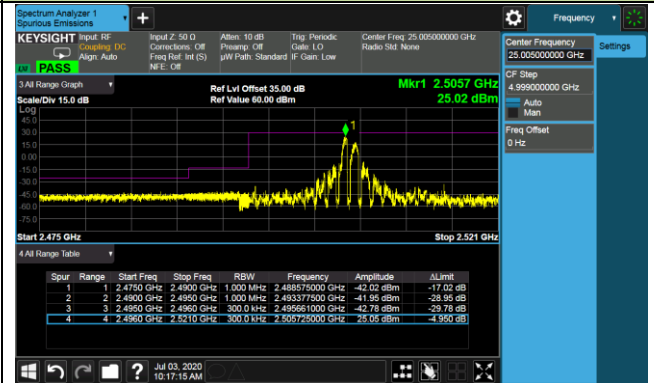 Spectrum Analyzer 1
Spurious Emissions
Frequency
KEYSIGHT Input: RF Input Z: 50 Ω Atten: 10 dB Trig: Periodic Center Freq: 25.005000000 GHz
Coupling: DC Corrections: Off Preamp: Off Gate: LO Radio Std: None
Align: Auto Freq Ref: Int (S) µW Path: Standard IF Gain: Low
NFE: Off
LXI PASS
Center Frequency
25.005000000 GHz
Settings
CF Step
4.999000000 GHz
Auto
Man
Freq Offset
0 Hz
3 All Range Graph
Ref Lvl Offset 35.00 dB
Mkr1 2.5057 GHz
Scale/Div 15.0 dB Ref Value 60.00 dBm 25.02 dBm
Log
45.0
30.0
15.0
0.00
-15.0
-30.0
-45.0
-60.0
-75.0
1
Start 2.475 GHz Stop 2.521 GHz
4 All Range Table
Spur Range Start Freq Stop Freq RBW Frequency Amplitude ΔLimit
1 1 2.4750 GHz 2.4900 GHz 1.000 MHz 2.488575000 GHz -42.02 dBm -17.02 dB
2 2 2.4900 GHz 2.4950 GHz 1.000 MHz 2.493377500 GHz -41.95 dBm -28.95 dB
3 3 2.4950 GHz 2.4960 GHz 300.0 kHz 2.495661000 GHz -42.78 dBm -29.78 dB
4 4 2.4960 GHz 2.5210 GHz 300.0 kHz 2.505725000 GHz 25.05 dBm -4.950 dB
Jul 03, 2020
10:17:15 AM